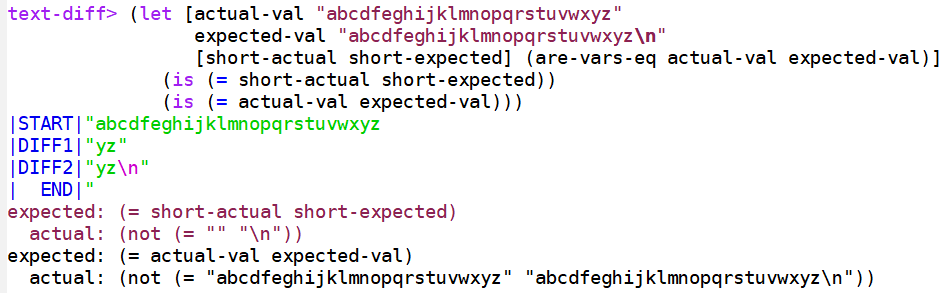 text-diff> (let [actual-val "abcdfeghijklmnopqrstuvwxyz"
                 expected-val "abcdfeghijklmnopqrstuvwxyz\n"
                 [short-actual short-expected] (are-vars-eq actual-val expected-val)]
             (is (= short-actual short-expected))
             (is (= actual-val expected-val)))
|START|"abcdfeghijklmnopqrstuvwxyz
|DIFF1|"yz"
|DIFF2|"yz\n"
|  END|"
expected: (= short-actual short-expected)
  actual: (not (= "" "\n"))
expected: (= actual-val expected-val)
  actual: (not (= "abcdfeghijklmnopqrstuvwxyz" "abcdfeghijklmnopqrstuvwxyz\n"))